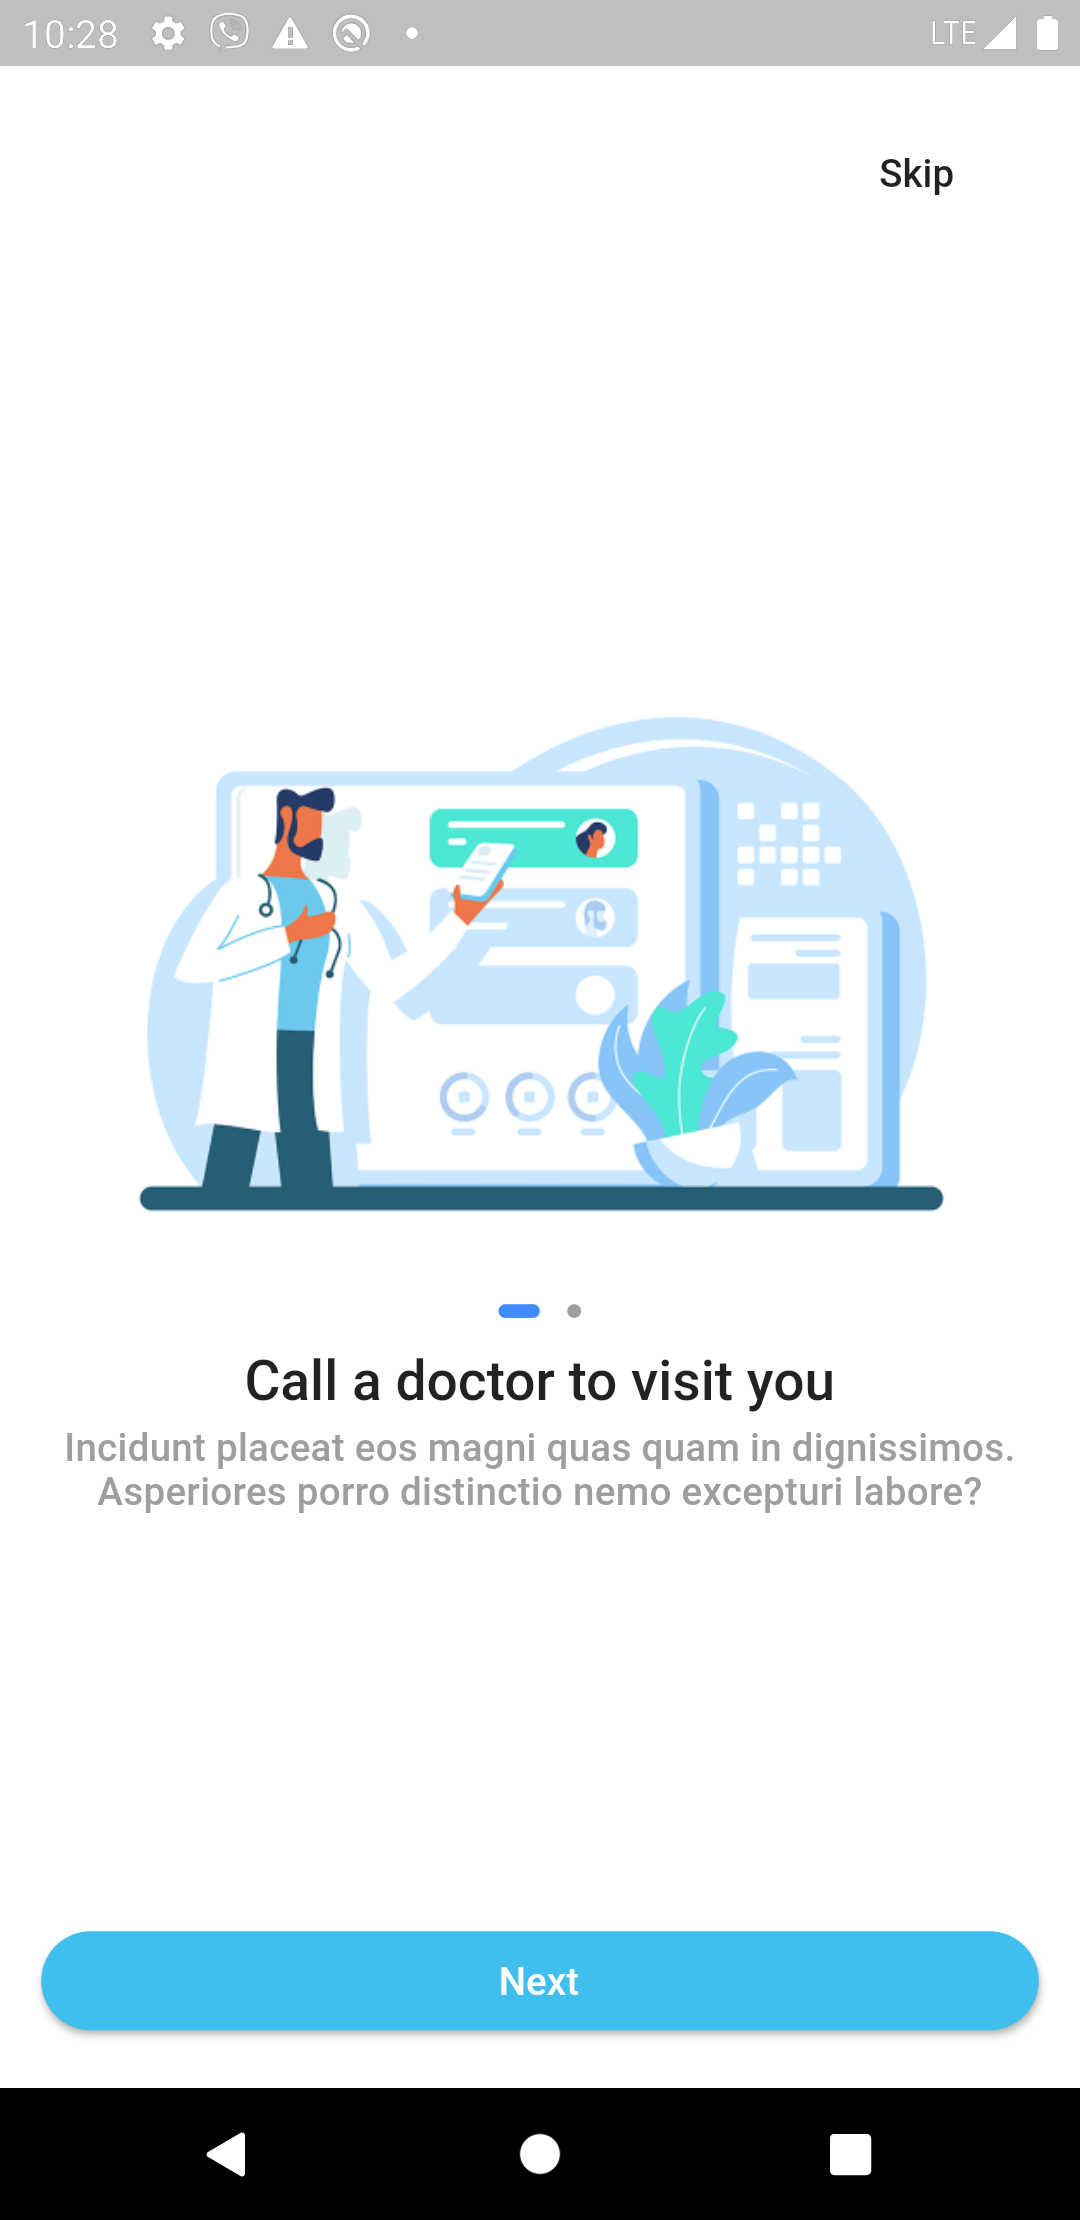 10:28
LTE
Skip
Call a doctor to visit you
Incidunt placeat eos magni quas quam in dignissimos.
Asperiores porro distinctio nemo excepturi labore?
Next